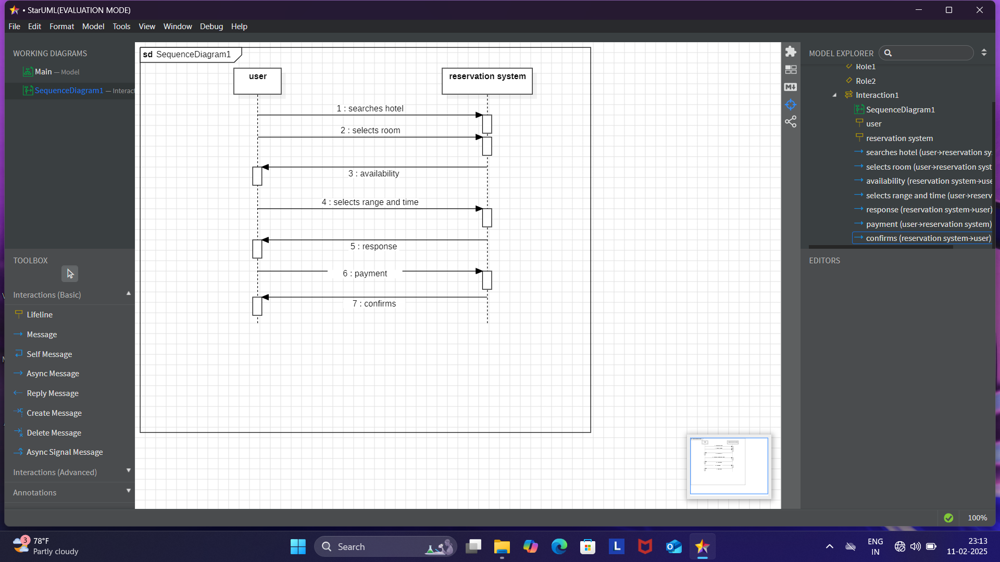 StarUML(EVALUATION MODE)
File Edit Format Model Tools View Window Debug Help
WORKING DIAGRAMS
Main — Model
SequenceDiagram1 — Interact
TOOLBOX
Interactions (Basic)
Lifeline
Message
Self Message
Async Message
Reply Message
Create Message
Delete Message
Async Signal Message
Interactions (Advanced)
Annotations
sd SequenceDiagram1
user
reservation system
1 : searches hotel
2 : selects room
3 : availability
4 : selects range and time
5 : response
6 : payment
7 : confirms
MODEL EXPLORER
Role1
Role2
Interaction1
SequenceDiagram1
user
reservation system
searches hotel (user→reservation sy
selects room (user→reservation syst
availability (reservation system→use
selects range and time (user→reserv
response (reservation system→user)
payment (user→reservation system)
confirms (reservation system→user)
EDITORS
100%
3
78°F
Partly cloudy
Search
ENG
IN
23:13
11-02-2025